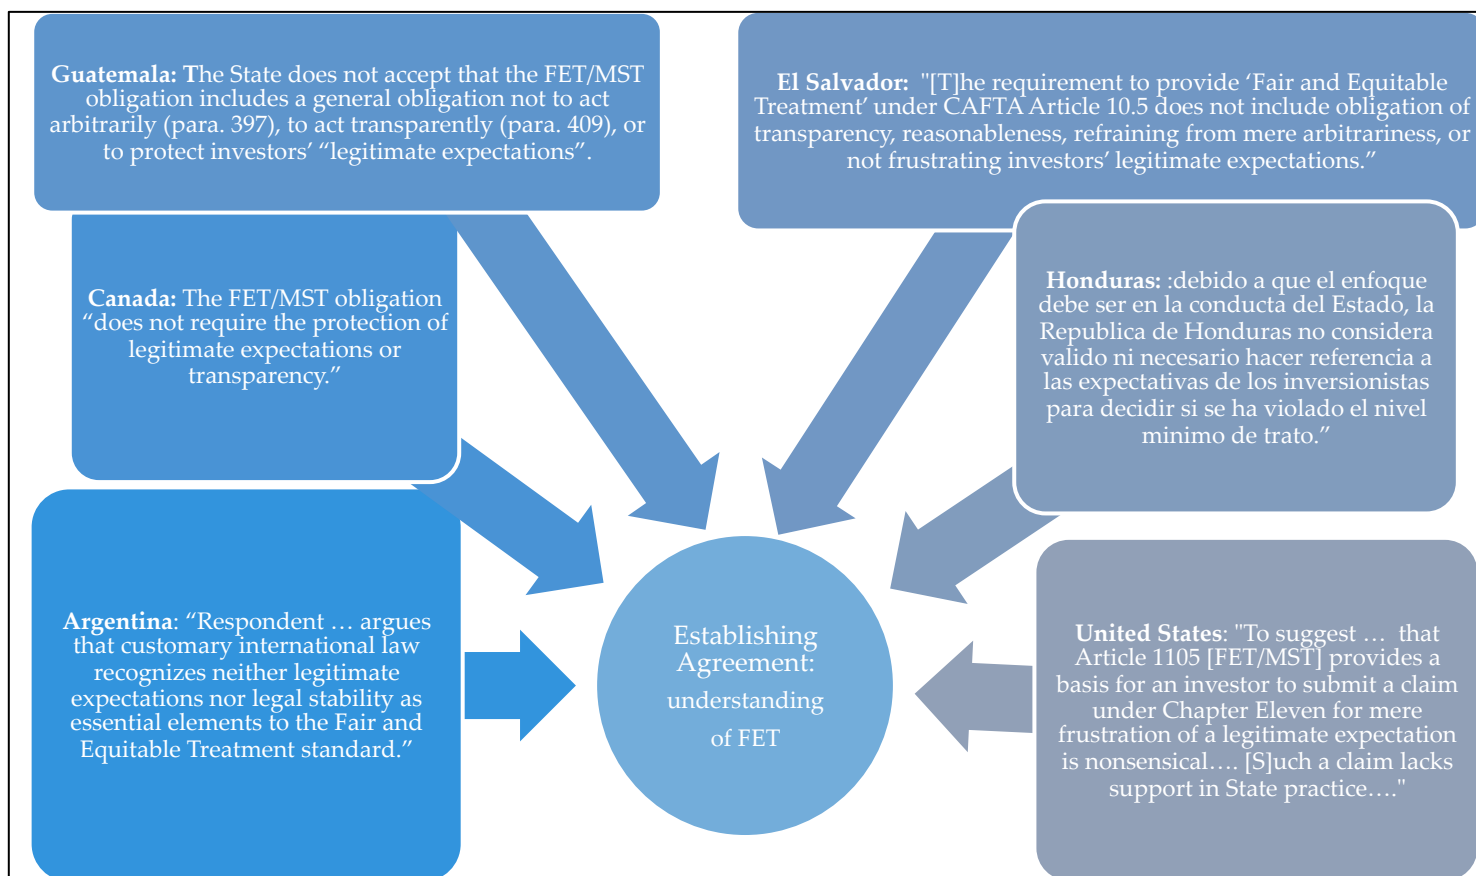 Guatemala: The State does not accept that the FET/MST
obligation includes a general obligation not to act
arbitrarily (para. 397), to act transparently (para. 409), or
to protect investors’ “legitimate expectations”.
El Salvador: "[T]he requirement to provide ‘Fair and Equitable
Treatment’ under CAFTA Article 10.5 does not include obligation of
transparency, reasonableness, refraining from mere arbitrariness, or
not frustrating investors’ legitimate expectations.”
Canada: The FET/MST obligation
“does not require the protection of
legitimate expectations or
transparency.”
Honduras: :debido a que el enfoque
debe ser en la conducta del Estado, la
Republica de Honduras no considera
valido ni necesario hacer referencia a
las expectativas de los inversionistas
para decidir si se ha violado el nivel
minimo de trato.”
Argentina: “Respondent … argues
that customary international law
recognizes neither legitimate
expectations nor legal stability as
essential elements to the Fair and
Equitable Treatment standard.”
Establishing
Agreement:
understanding
of FET
United States: "To suggest … that
Article 1105 [FET/MST] provides a
basis for an investor to submit a claim
under Chapter Eleven for mere
frustration of a legitimate expectation
is nonsensical…. [S]uch a claim lacks
support in State practice…."